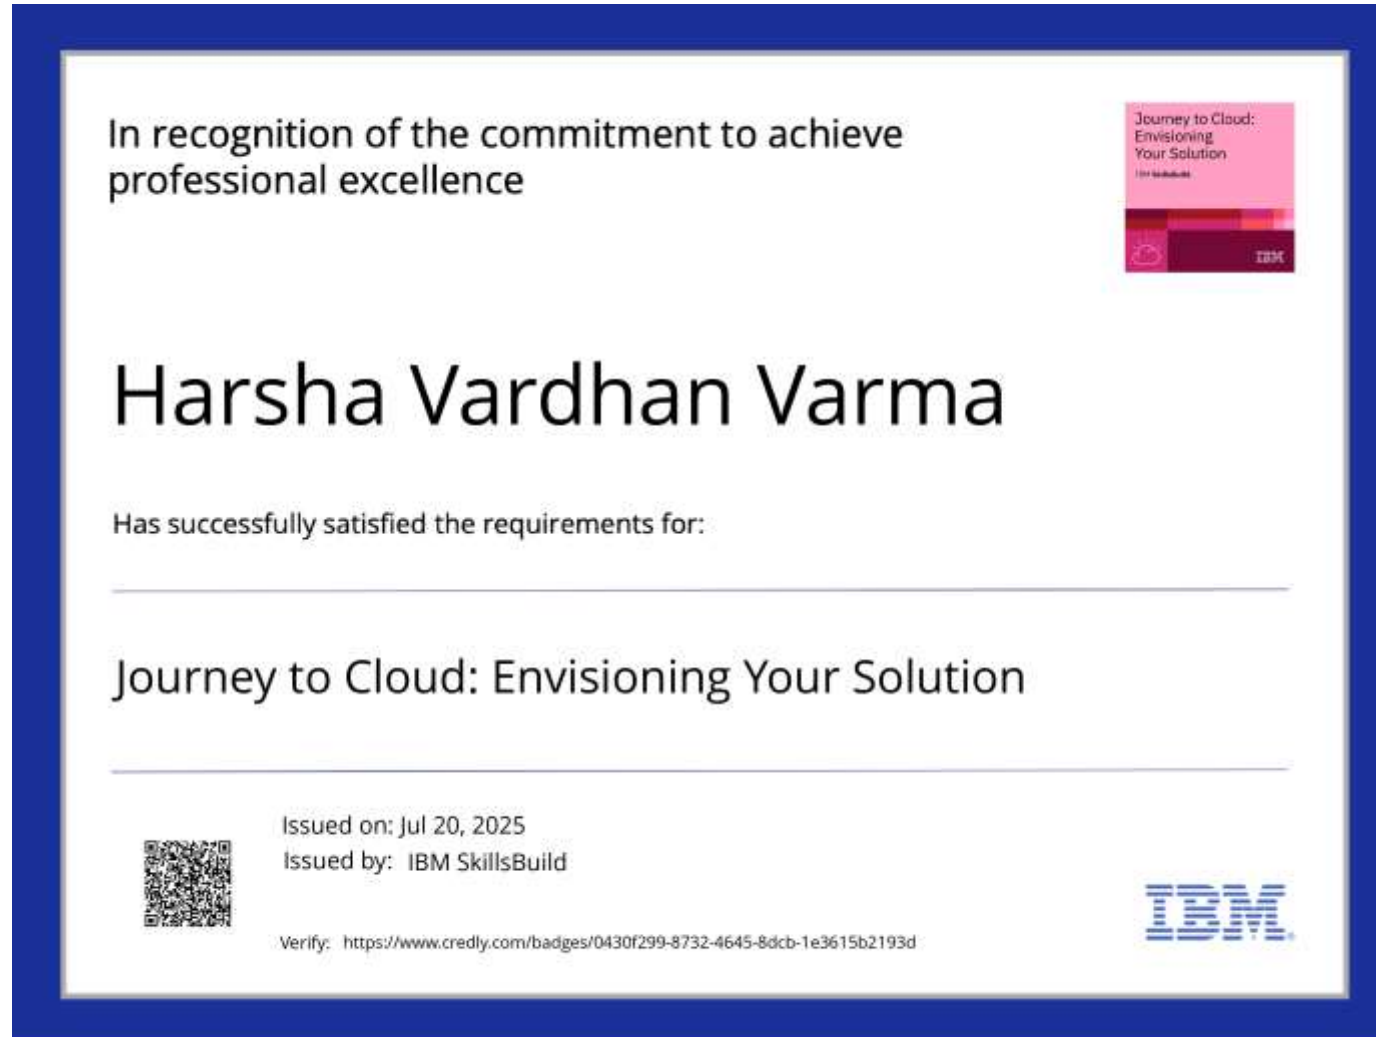 In recognition of the commitment to achieve
professional excellence
Journey to Cloud:
Envisioning
Your Solution
IBM SkillsBuild
IBM
Harsha Vardhan Varma
Has successfully satisfied the requirements for:
Journey to Cloud: Envisioning Your Solution
Issued on: Jul 20, 2025
Issued by: IBM SkillsBuild
Verify: https://www.credly.com/badges/0430f299-8732-4645-8dcb-1e3615b2193d
IBM